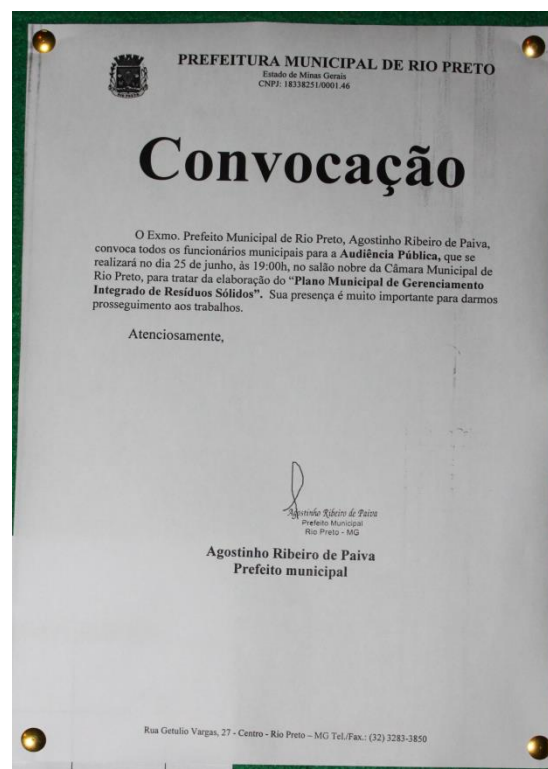 PREFEITURA MUNICIPAL DE RIO PRETO
Estado de Minas Gerais
CNPJ: 18338251/0001.46
RIO PRETO
Convocação
O Exmo. Prefeito Municipal de Rio Preto, Agostinho Ribeiro de Paiva,
convoca todos os funcionários municipais para a Audiência Pública, que se
realizará no dia 25 de junho, às 19:00h, no salão nobre da Câmara Municipal de
Rio Preto, para tratar da elaboração do “Plano Municipal de Gerenciamento
Integrado de Resíduos Sólidos”. Sua presença é muito importante para darmos
prosseguimento aos trabalhos.
Atenciosamente,
Agostinho Ribeiro de Paiva
Prefeito Municipal
Rio Preto - MG
Agostinho Ribeiro de Paiva
Prefeito municipal
Rua Getulio Vargas, 27 - Centro - Rio Preto – MG Tel./Fax.: (32) 3283-3850